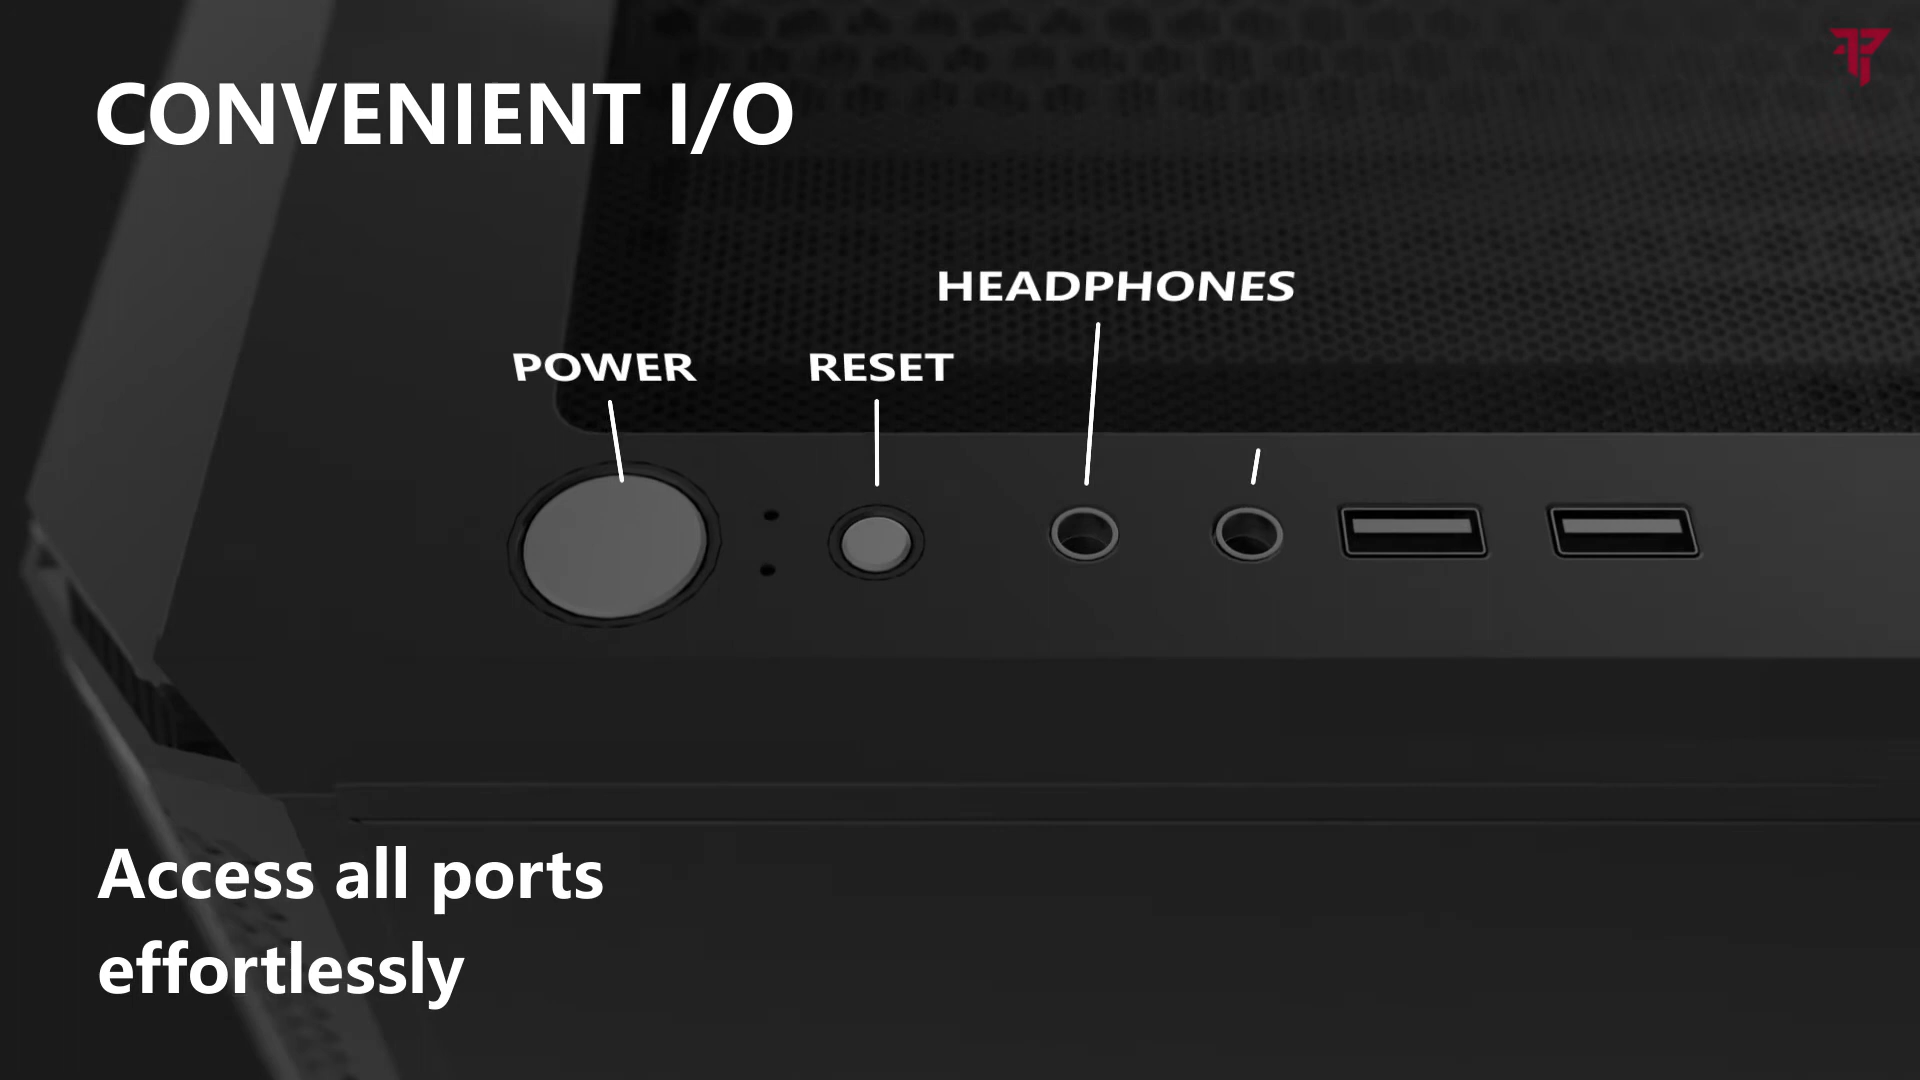 CONVENIENT I/O
HEADPHONES
POWER
RESET
Access all ports
effortlessly